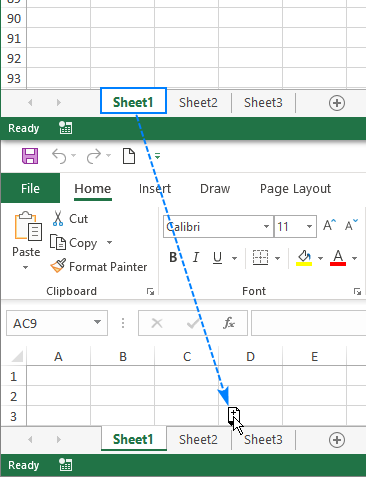 89
90
91
92
93
Sheet1 Sheet2 Sheet3
Ready
File Home Insert Draw Page Layout
Paste
Cut
Copy
Format Painter
Clipboard
Calibri 11 A A
B I U A
Font
AC9 fx
A B C D E
1
2
3
Sheet1 Sheet2 Sheet3
Ready